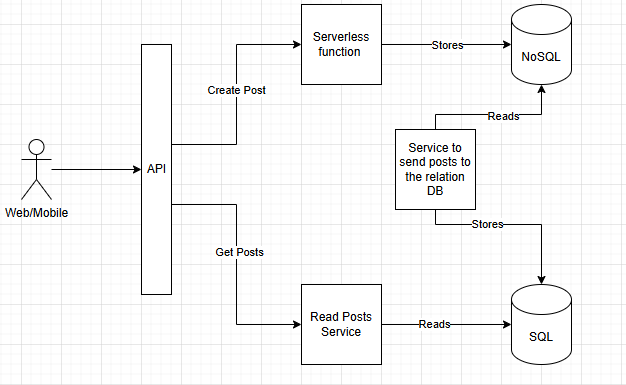 Serverless
function
Stores
NoSQL
Create Post
Reads
Service to
send posts to
the relation
DB
API
Web/Mobile
Stores
Get Posts
Read Posts
Service
Reads
SQL